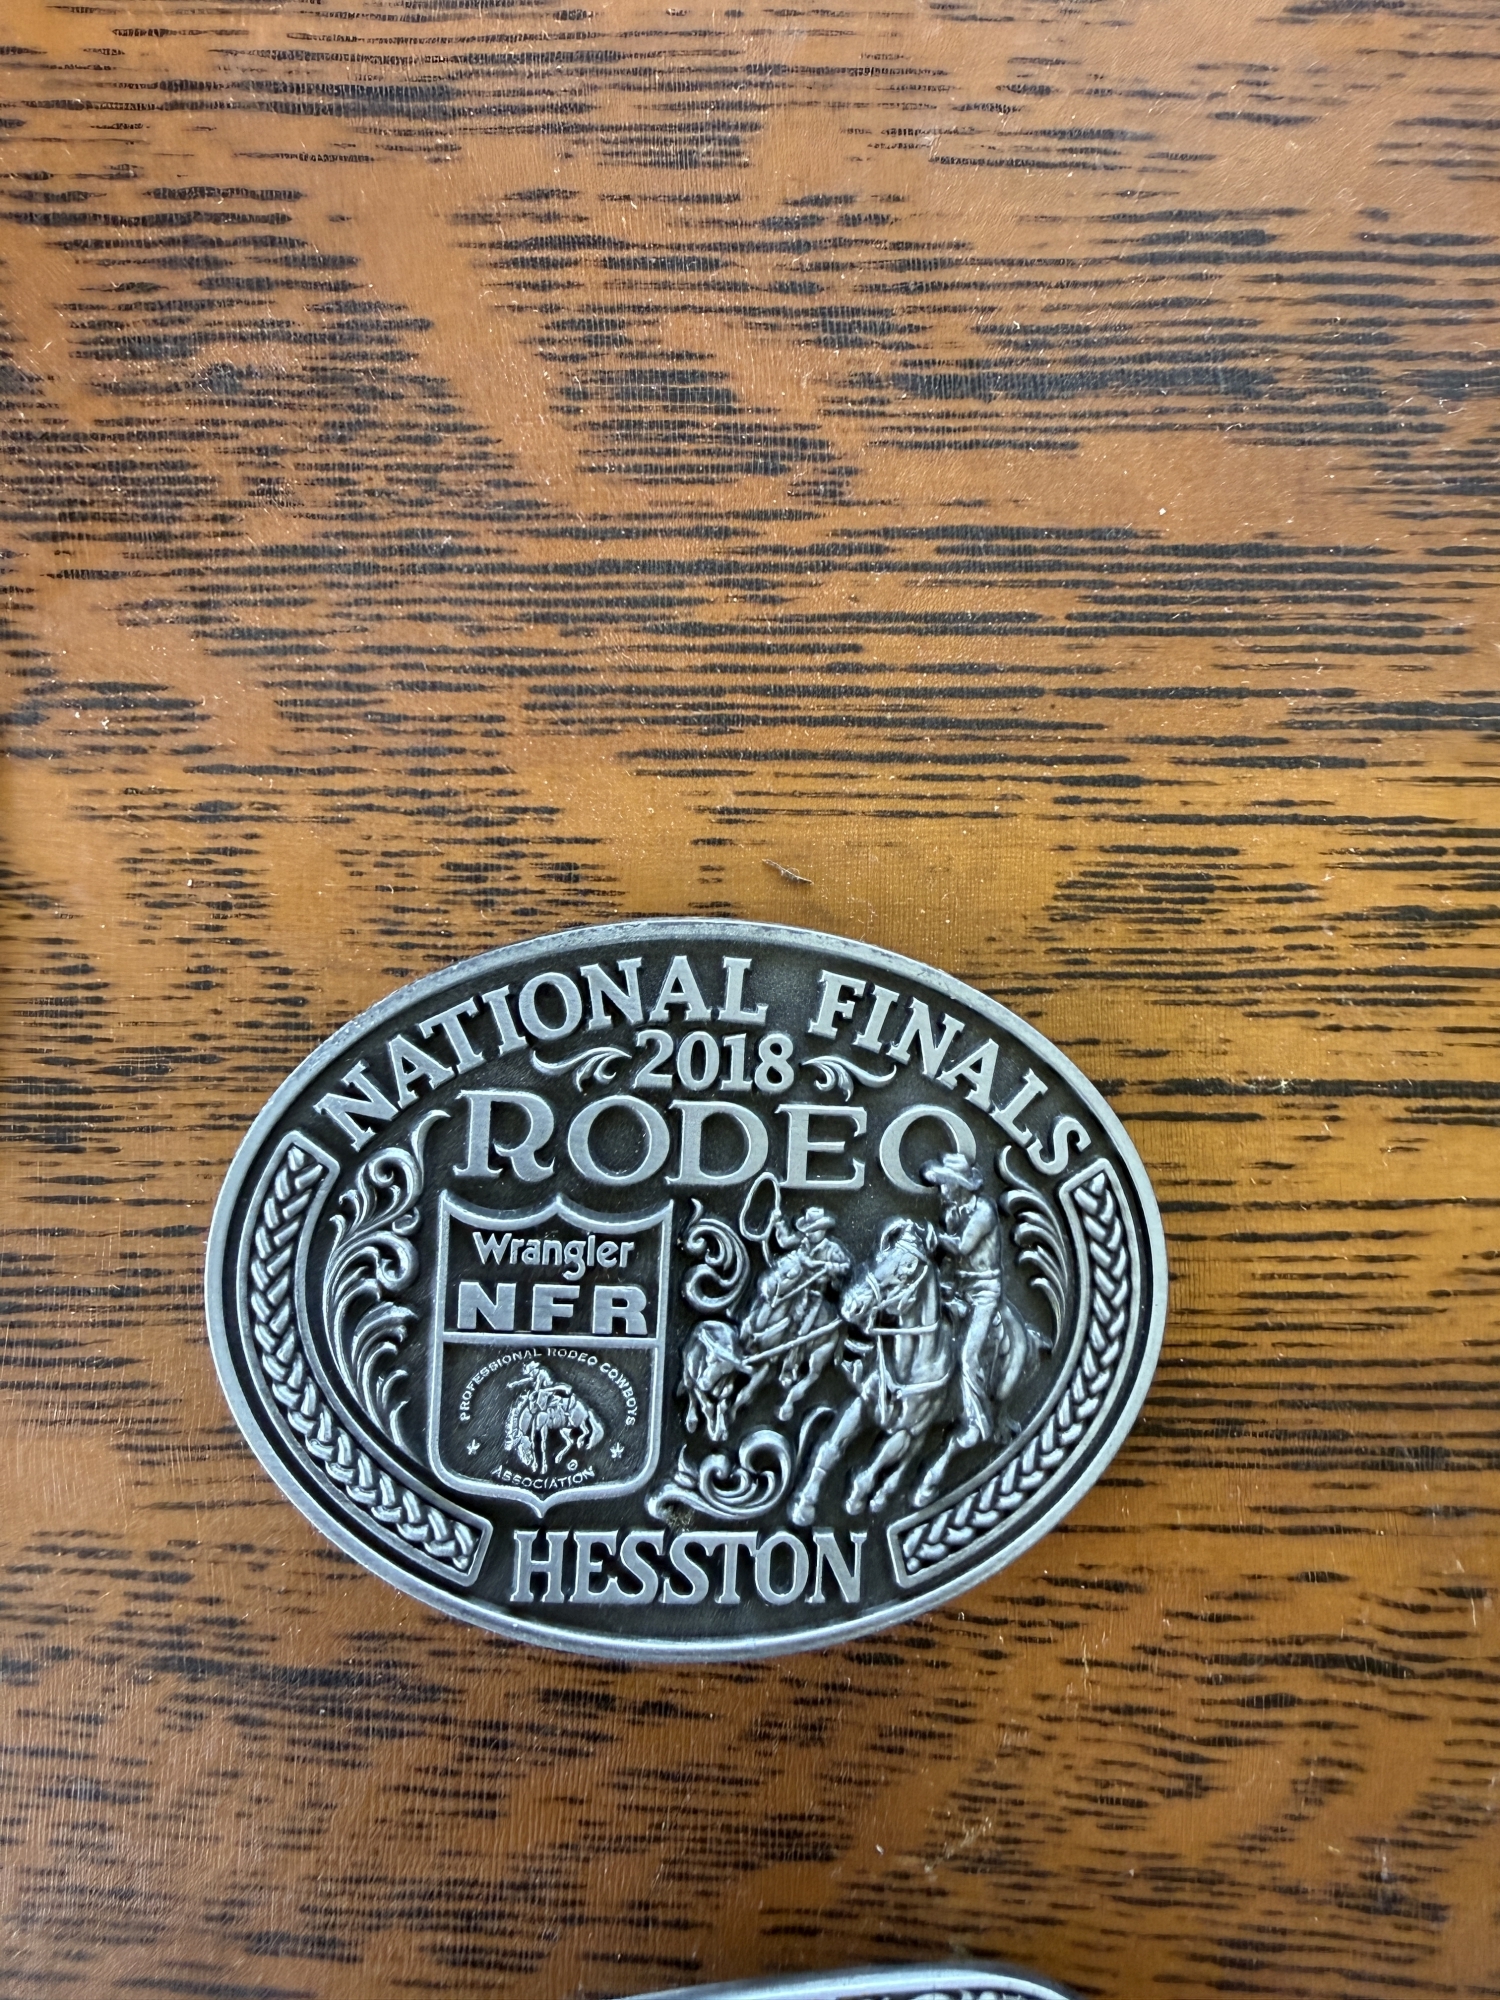 NATIONAL FINALS
2018
RODEO
Wrangler
NFR
PROFESSIONAL RODEO COWBOYS
ASSOCIATION
HESSTON